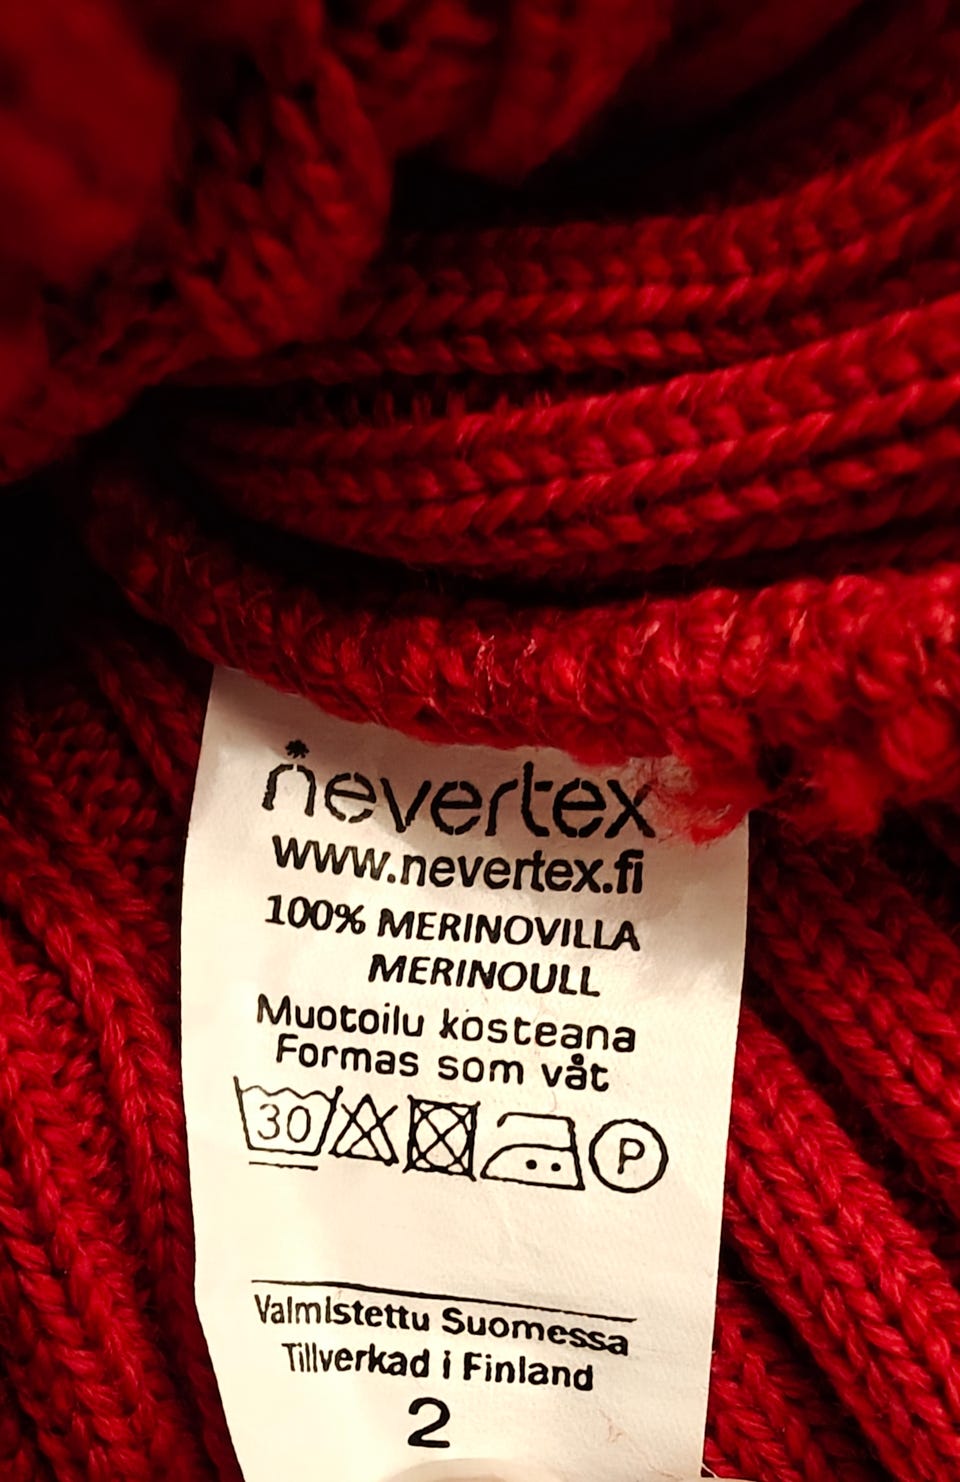 nevertex
www.nevertex.fi
100% MERINOVILLA
MERINOULL
Muotoilu kosteana
Formas som våt
30 P
Valmistettu Suomessa
Tillverkad i Finland
2